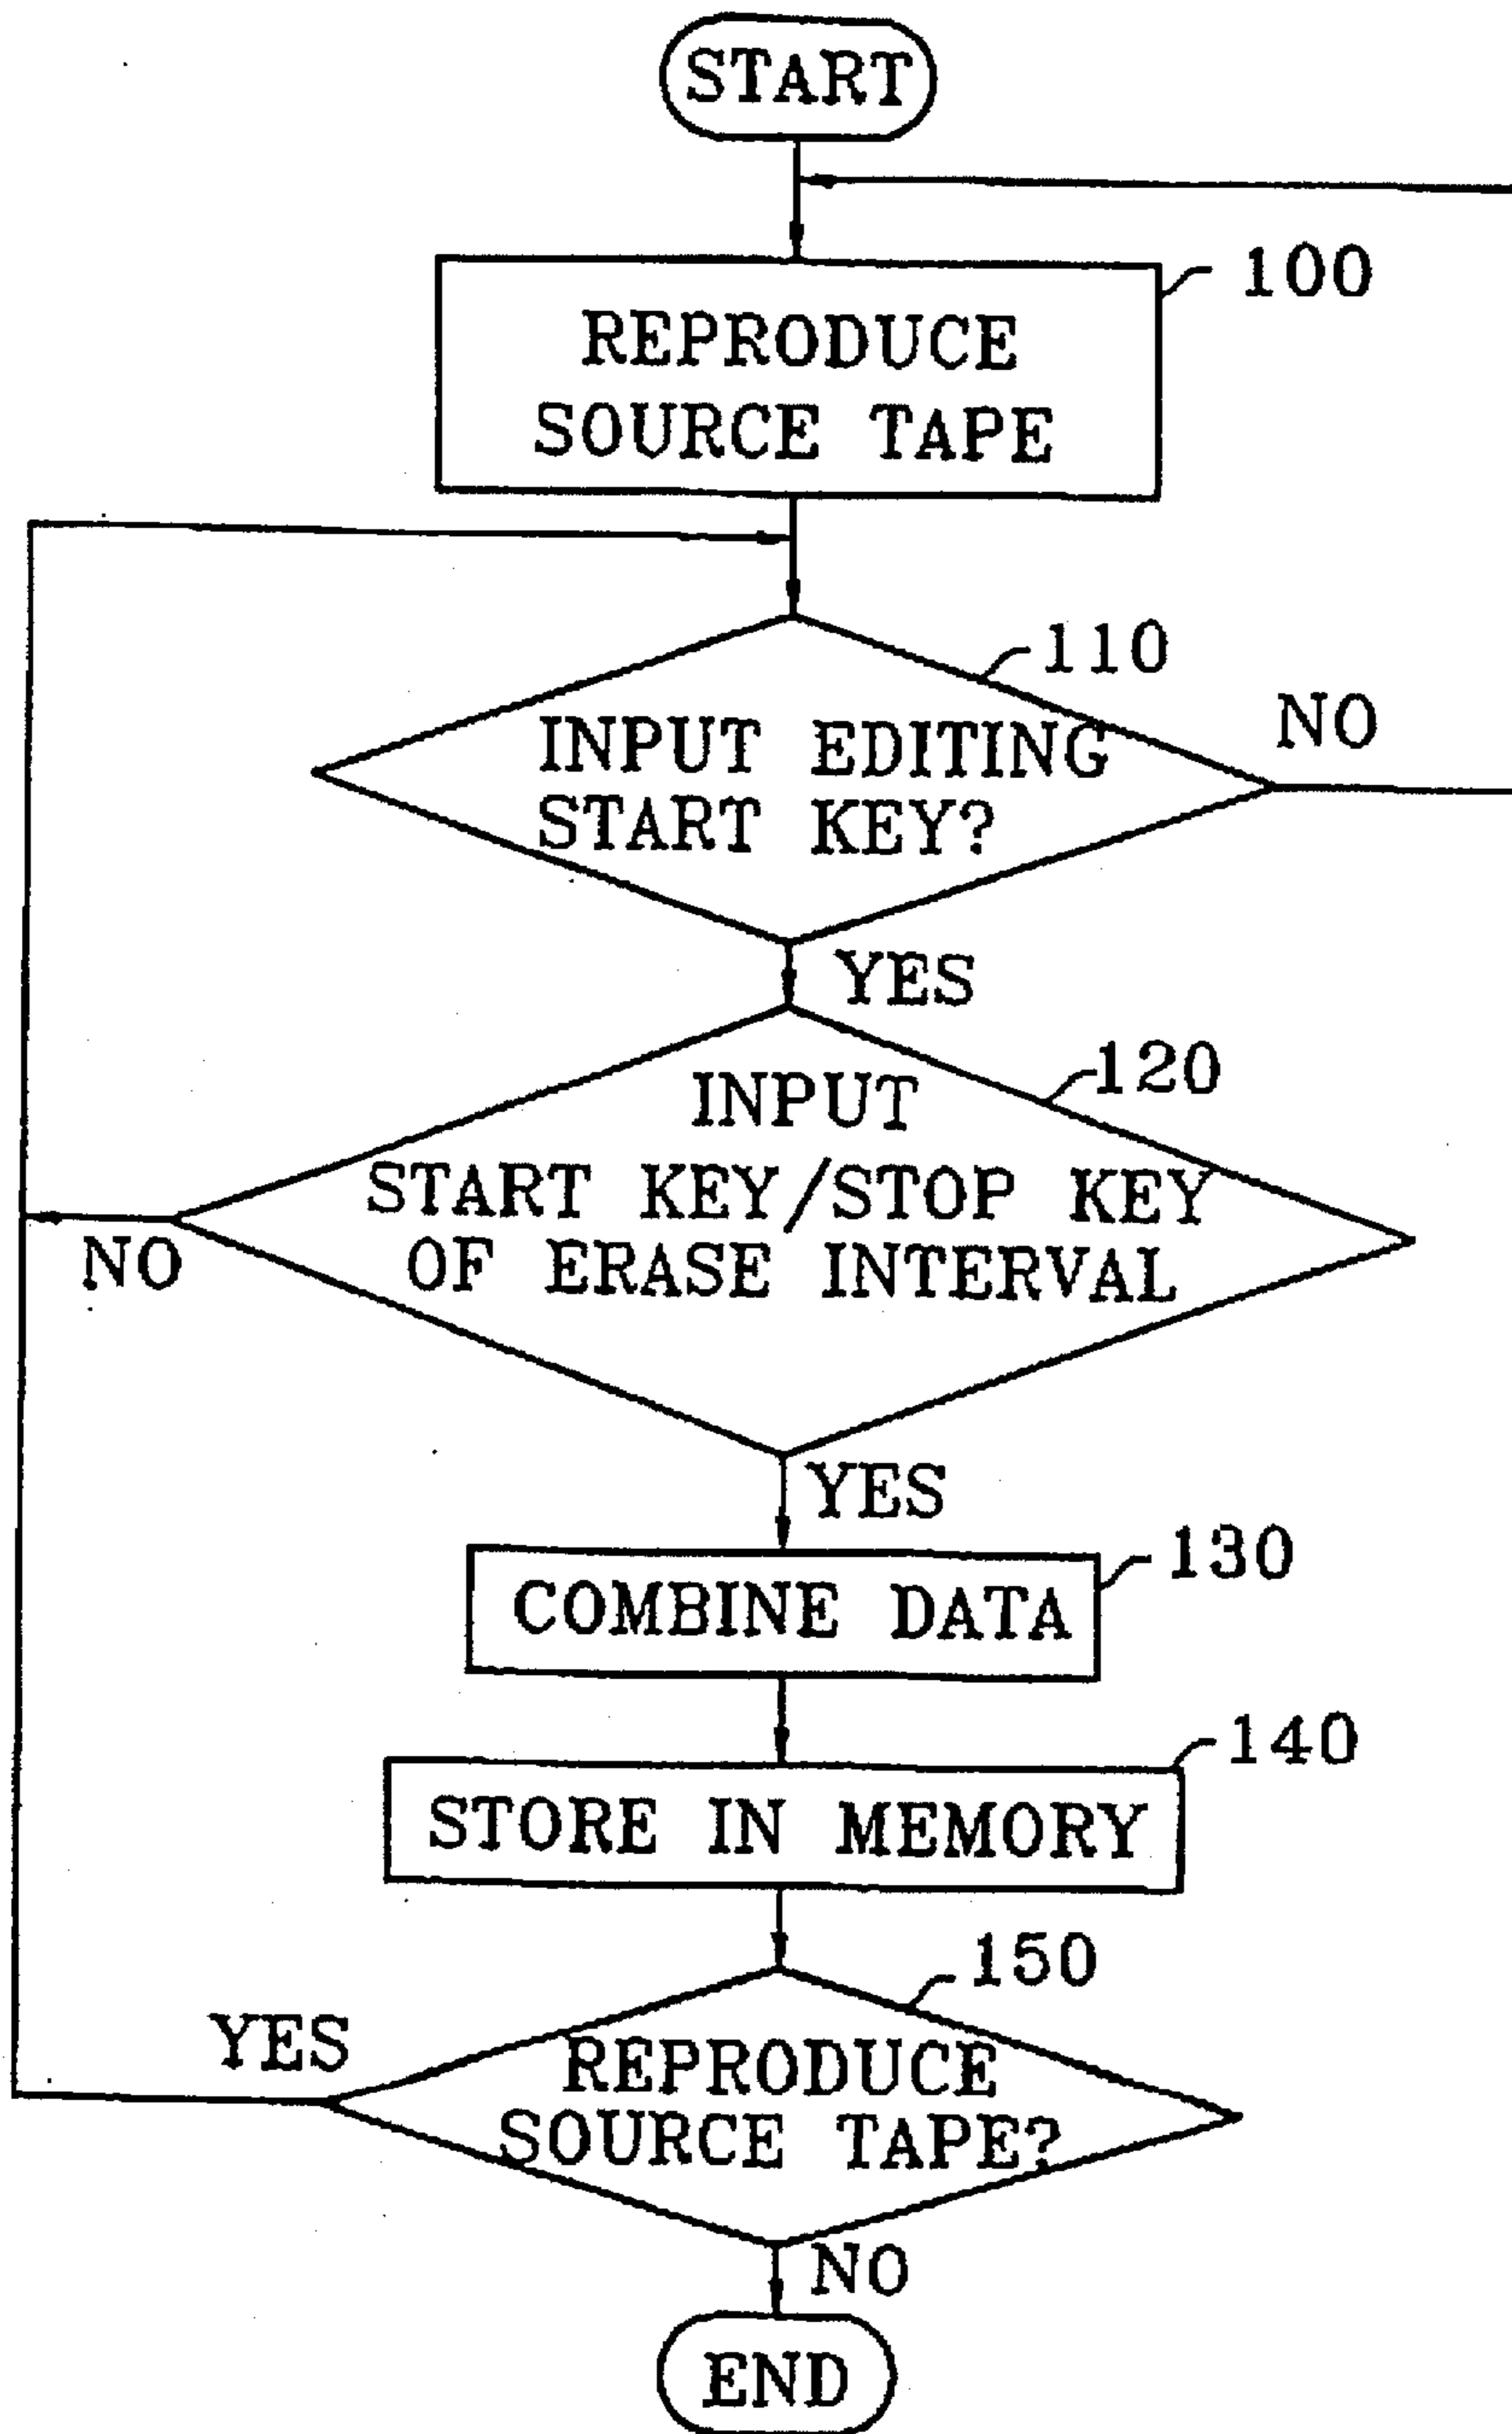 START
100
REPRODUCE
SOURCE TAPE
110
INPUT EDITING
START KEY?
NO
YES
120
INPUT
START KEY/STOP KEY
OF ERASE INTERVAL
NO
YES
130
COMBINE DATA
140
STORE IN MEMORY
150
YES
REPRODUCE
SOURCE TAPE?
NO
END